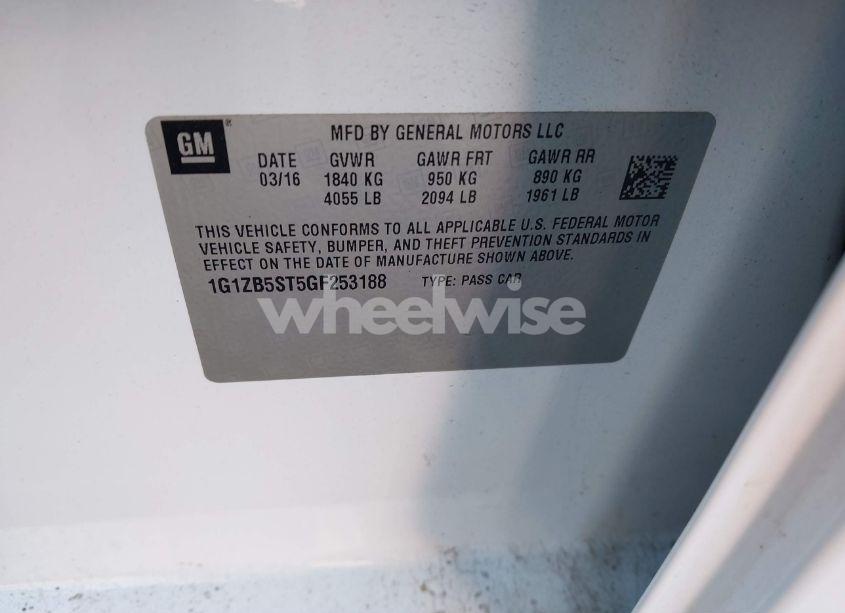 GM
MFD BY GENERAL MOTORS LLC
DATE GVWR GAWR FRT GAWR RR
03/16 1840 KG 950 KG 890 KG
4055 LB 2094 LB 1961 LB
THIS VEHICLE CONFORMS TO ALL APPLICABLE U.S. FEDERAL MOTOR
VEHICLE SAFETY, BUMPER, AND THEFT PREVENTION STANDARDS IN
EFFECT ON THE DATE OF MANUFACTURE SHOWN ABOVE.
1G1ZB5ST5GF253188 TYPE: PASS CAR
wheelwise